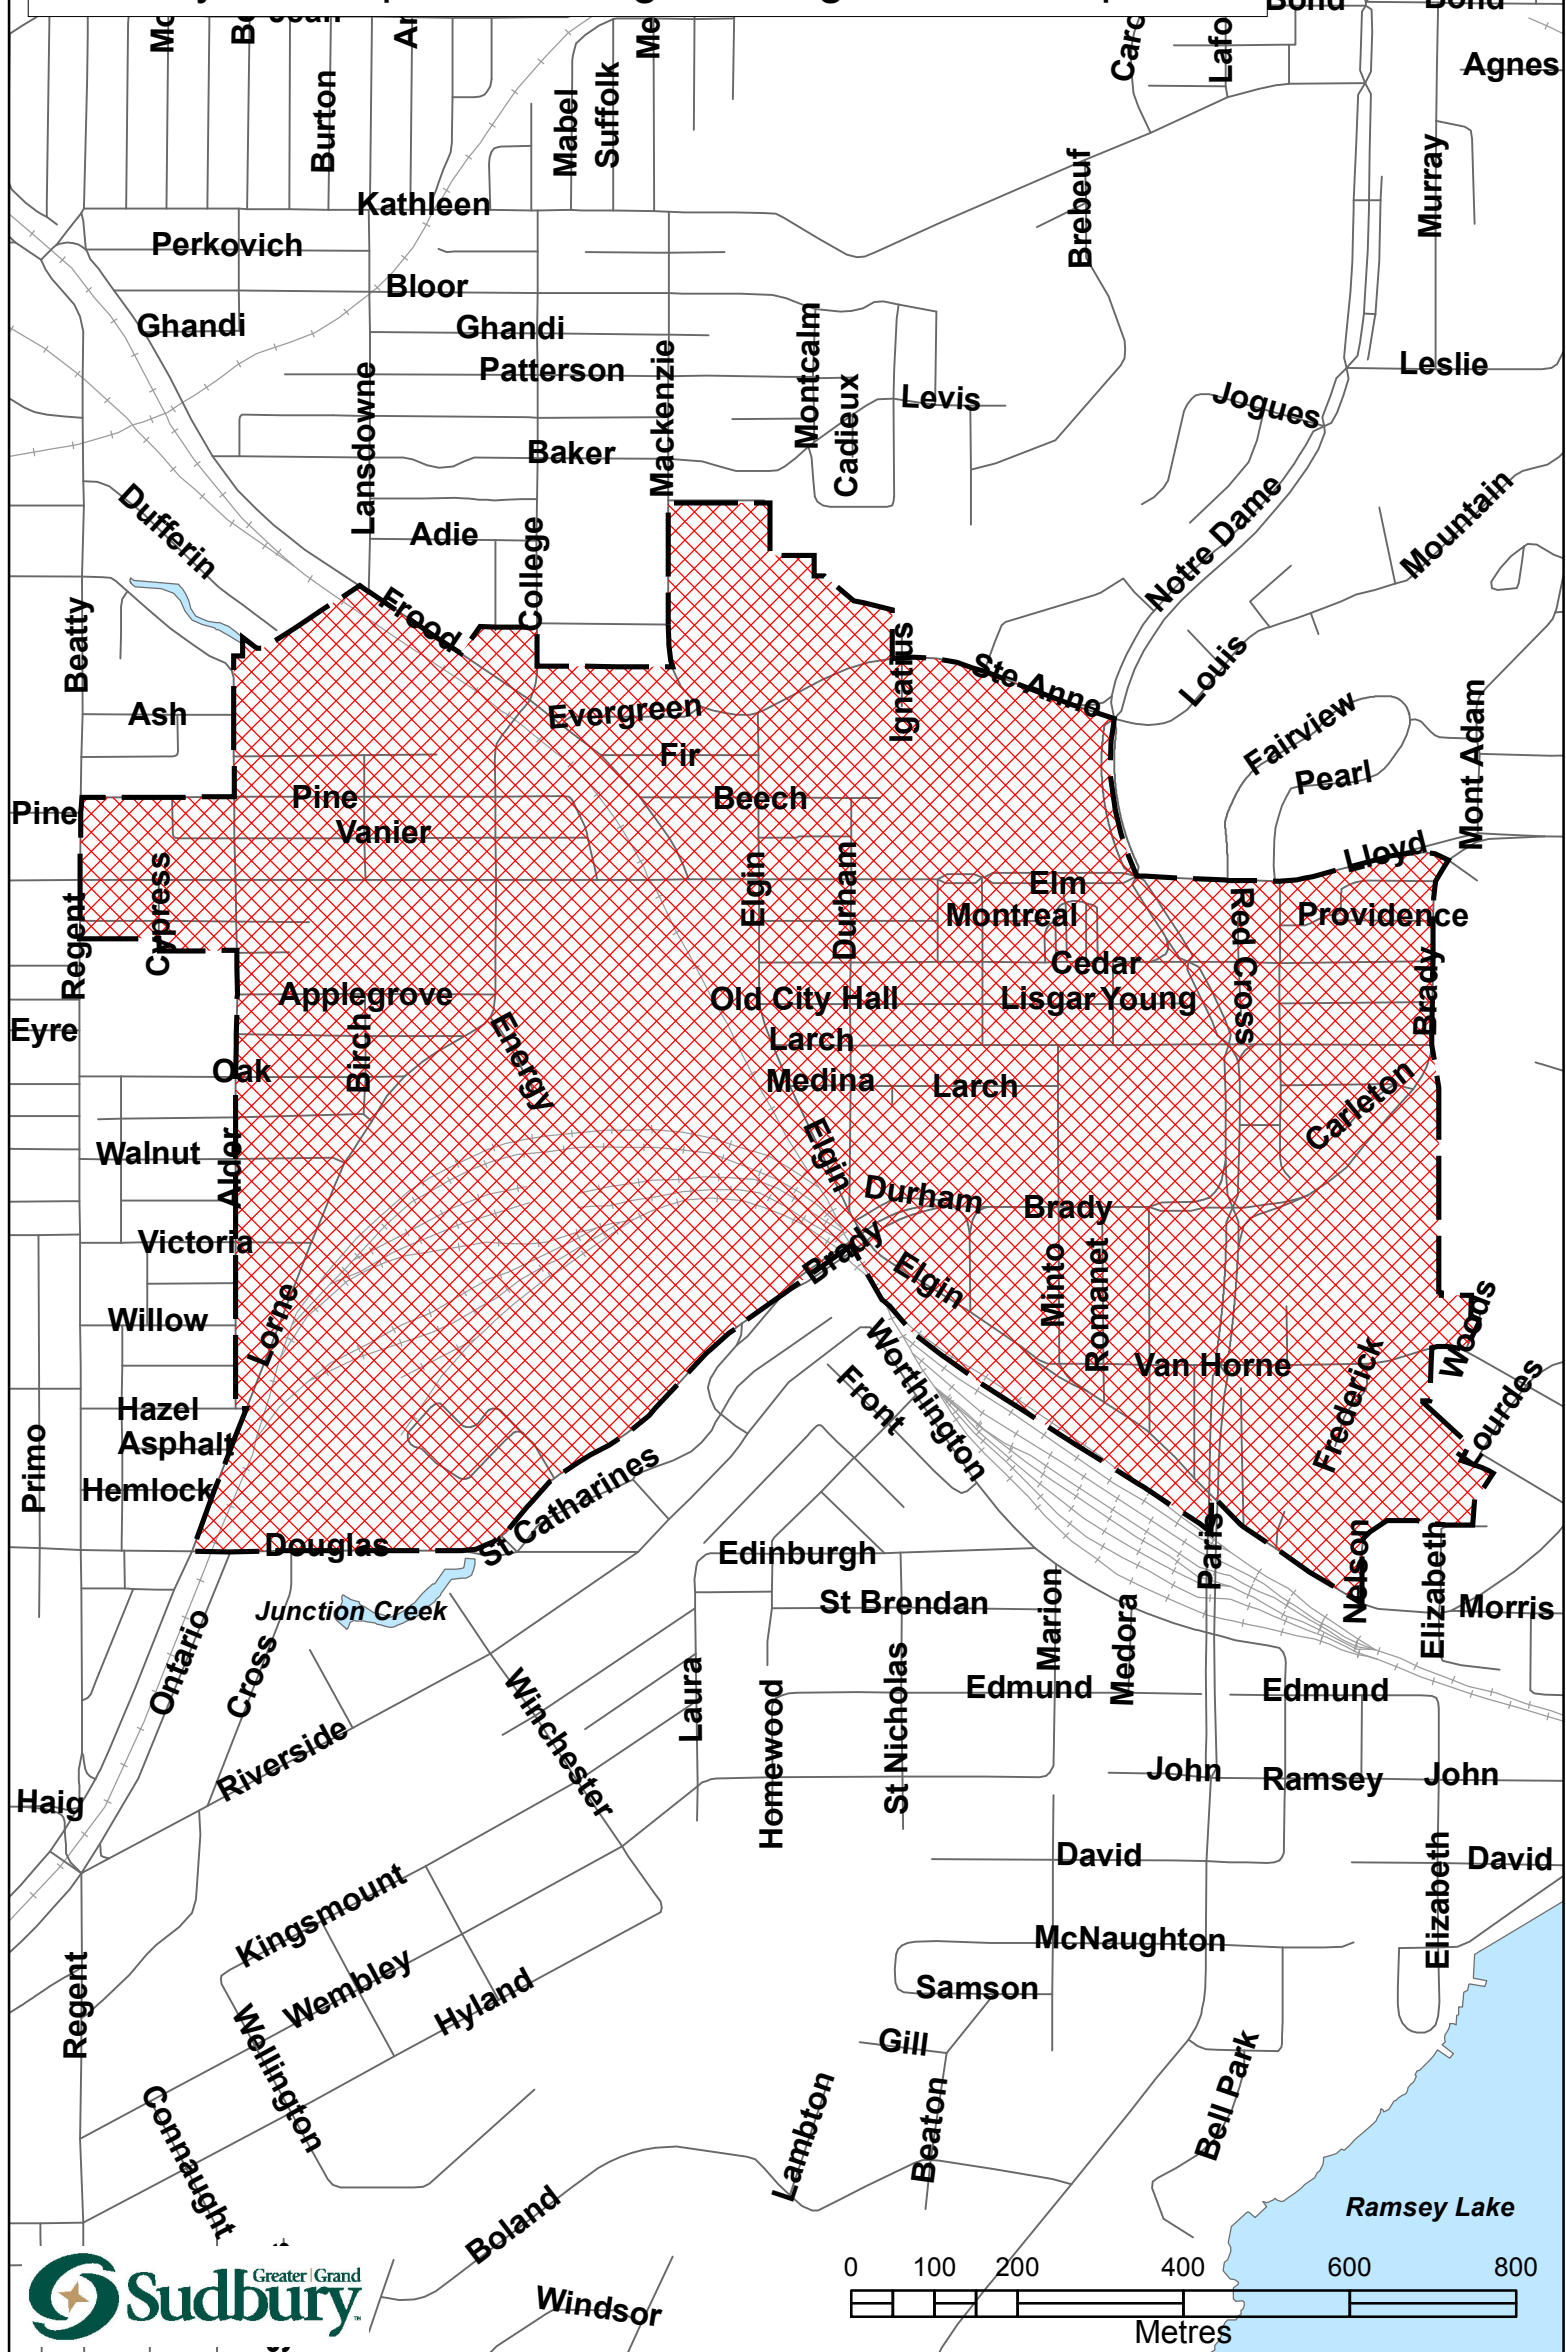 Bond
Bond
Agnes
Burton
Mabel
Suffolk
Murray
Brebeuf
Kathleen
Perkovich
Bloor
Ghandi
Ghandi
Patterson
Lansdowne
Mackenzie
Montcalm
Cadieux
Levis
Leslie
Jogues
Baker
Dufferin
Adie
College
Notre Dame
Mountain
Frood
Beatty
Ash
Evergreen
Ignatius
Ste Anne
Louis
Fairview
Pearl
Mont Adam
Fir
Pine
Pine
Vanier
Beech
Lloyd
Regent
Cypress
Elgin
Durham
Elm
Montreal
Red Cross
Providence
Cedar
Brady
Applegrove
Old City Hall
Lisgar
Young
Eyre
Birch
Energy
Larch
Oak
Medina
Larch
Carleton
Walnut
Alder
Elgin
Durham
Brady
Victoria
Brady
Elgin
Minto
Romanet
Willow
Lorne
Worthington
Front
Van Horne
Frederick
Woods
Lourdes
Hazel
Asphalt
Primo
Hemlock
St Catharines
Douglas
Edinburgh
Paris
Nelson
Elizabeth
Junction Creek
St Brendan
Marion
Medora
Morris
Ontario
Cross
Winchester
Laura
Homewood
St Nicholas
Edmund
Edmund
Riverside
John
Ramsey
John
Haig
David
Elizabeth
David
Kingsmount
McNaughton
Regent
Wembley
Hyland
Samson
Wellington
Gill
Bell Park
Connaught
Lambton
Beaton
Ramsey Lake
Boland
Windsor
Greater | Grand
Sudbury
TM
0 100 200 400 600 800
Metres